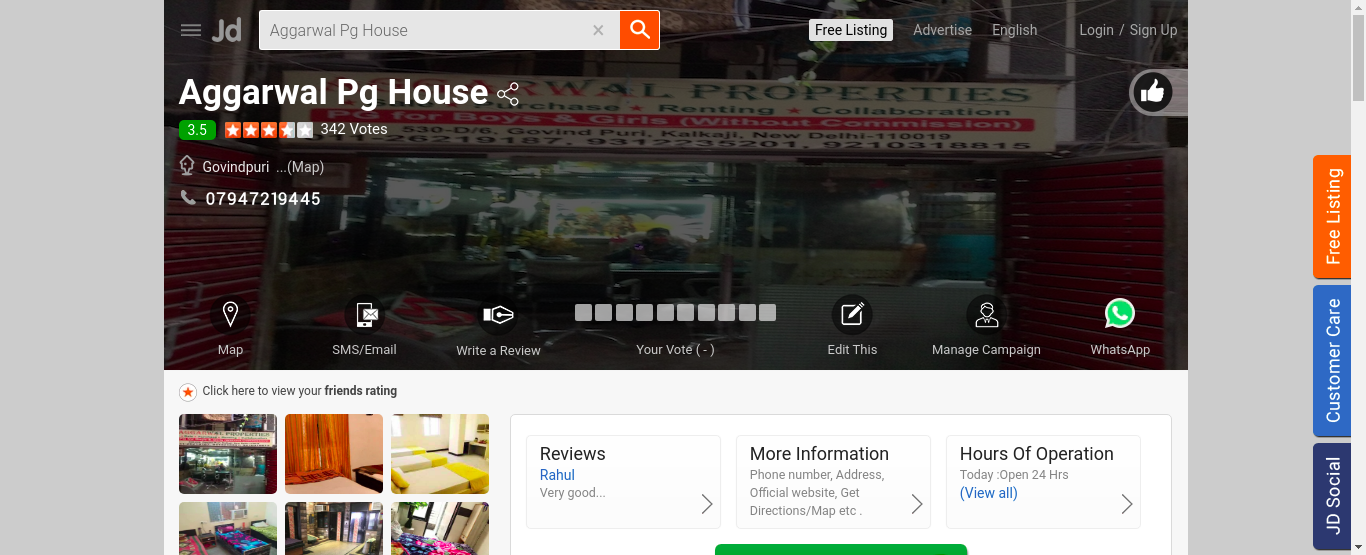 Jd
Aggarwal Pg House
Free Listing
Advertise
English
Login / Sign Up
Aggarwal Pg House
RWAL PROPERTIES
Purchase ★ Renting ★ Collaboration
for Boys & Girls (Without Commission)
530-D/6, Govind Puri, Kalkaji, New Delhi-110019
26219187, 9312235201, 9210318815
3.5
342 Votes
Govindpuri ...(Map)
07947219445
Map
SMS/Email
Write a Review
Your Vote ( - )
Edit This
Manage Campaign
WhatsApp
Free Listing
Customer Care
JD Social
Click here to view your friends rating
AGGARWAL PROPERTIES
Reviews
Rahul
Very good...
More Information
Phone number, Address,
Official website, Get
Directions/Map etc .
Hours Of Operation
Today :Open 24 Hrs
(View all)